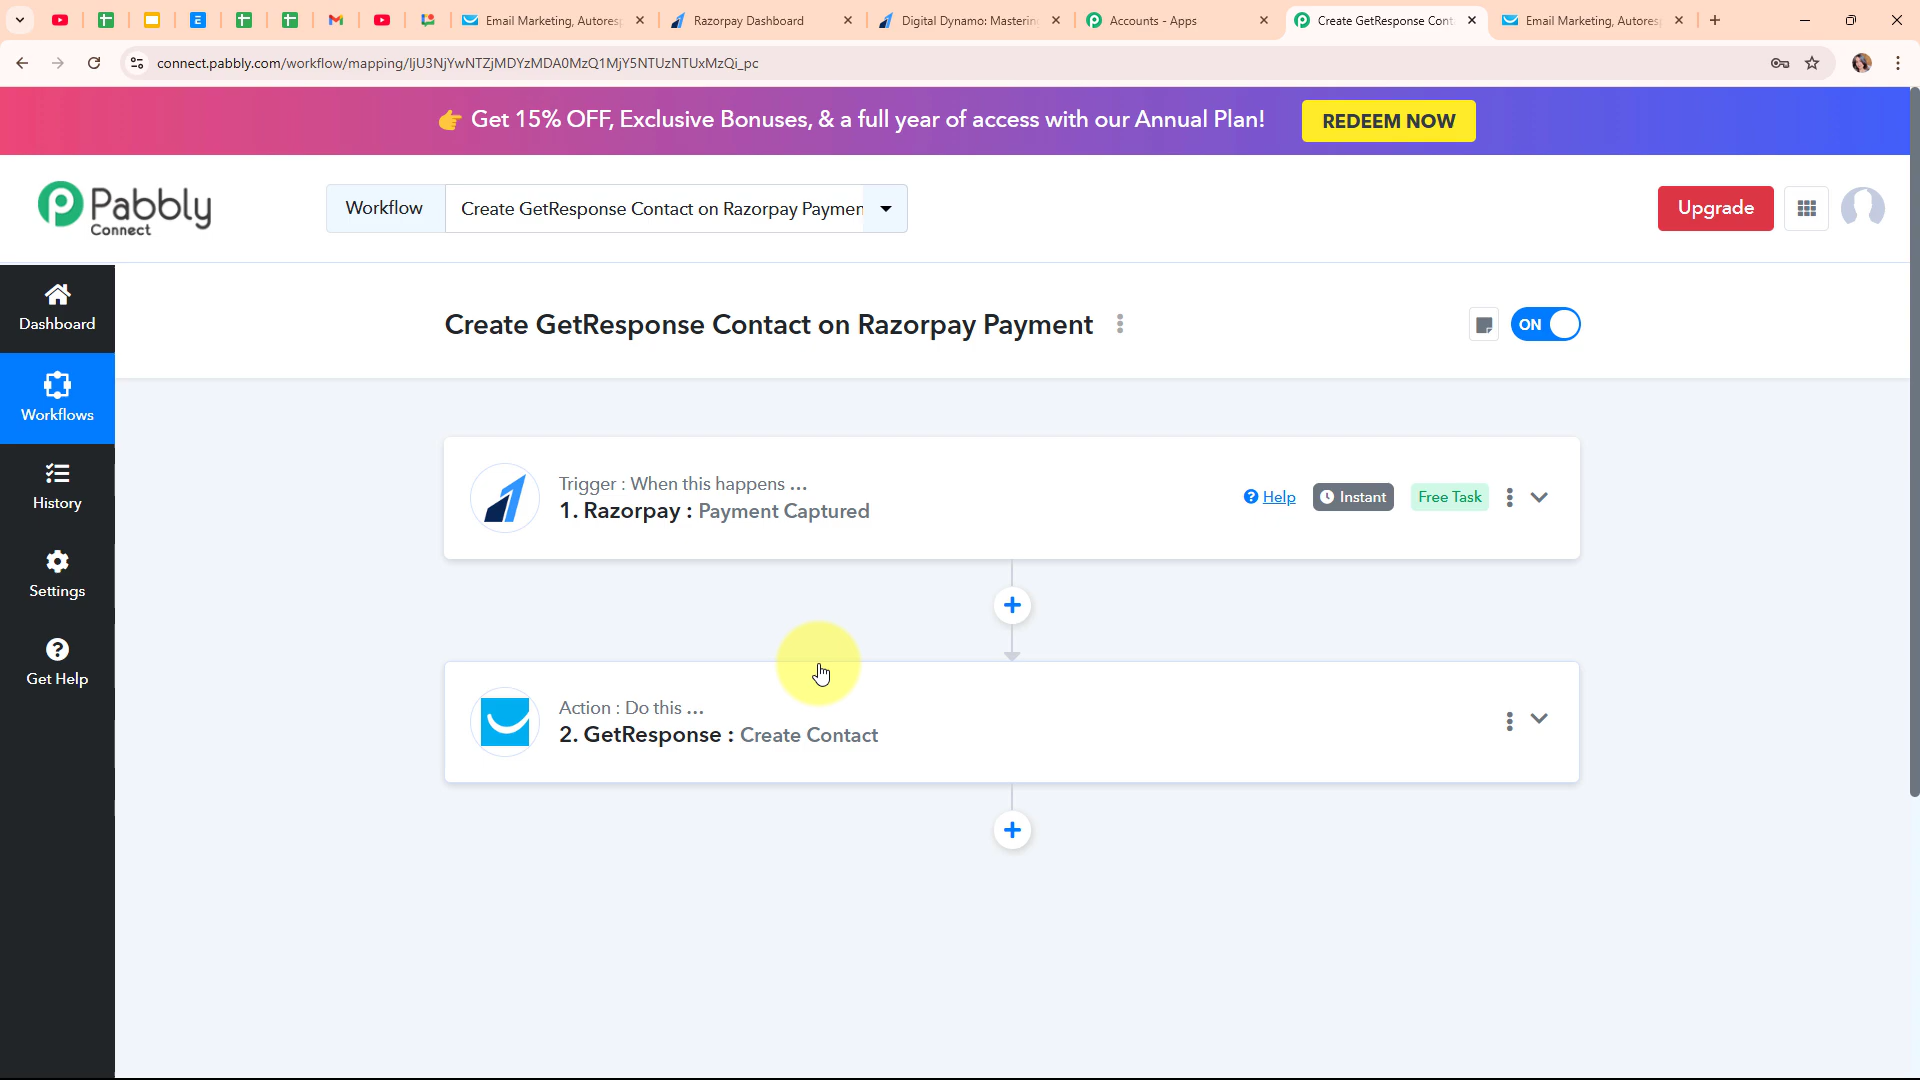 Email Marketing, Autores
Razorpay Dashboard
Digital Dynamo: Masterin
Accounts - Apps
Create GetResponse Cont
Email Marketing, Autores
connect.pabbly.com/workflow/mapping/IjU3NjYwNTZjMDYzMDA0MzQ1MjY5NTUzNTUxMzQi_pc
👉 Get 15% OFF, Exclusive Bonuses, & a full year of access with our Annual Plan!
REDEEM NOW
Pabbly
Connect
Workflow
Create GetResponse Contact on Razorpay Paymen
Upgrade
Dashboard
Workflows
History
Settings
Get Help
Create GetResponse Contact on Razorpay Payment
ON
Trigger : When this happens ...
1. Razorpay : Payment Captured
Help
Instant
Free Task
Action : Do this ...
2. GetResponse : Create Contact